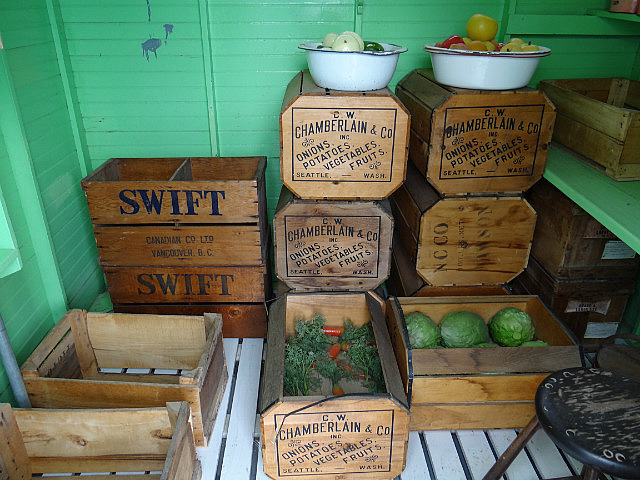 SWIFT
CANADIAN CO LTD
VANCOUVER, B.C.
SWIFT
C. W.
CHAMBERLAIN & CO
INC
ONIONS,
POTATOES,
VEGETABLES,
FRUITS.
SEATTLE, — WASH.
C. W.
CHAMBERLAIN & CO
INC.
ONIONS,
POTATOES,
VEGETABLES,
FRUITS.
SEATTLE, — WASH.
C. W.
CHAMBERLAIN & CO
INC
ONIONS,
POTATOES,
VEGETABLES,
FRUITS.
SEATTLE, — WASH.
C. W.
CHAMBERLAIN & CO
INC
ONIONS,
POTATOES,
VEGETABLES,
FRUITS.
SEATTLE, — WASH.
NCCO
DAWSON